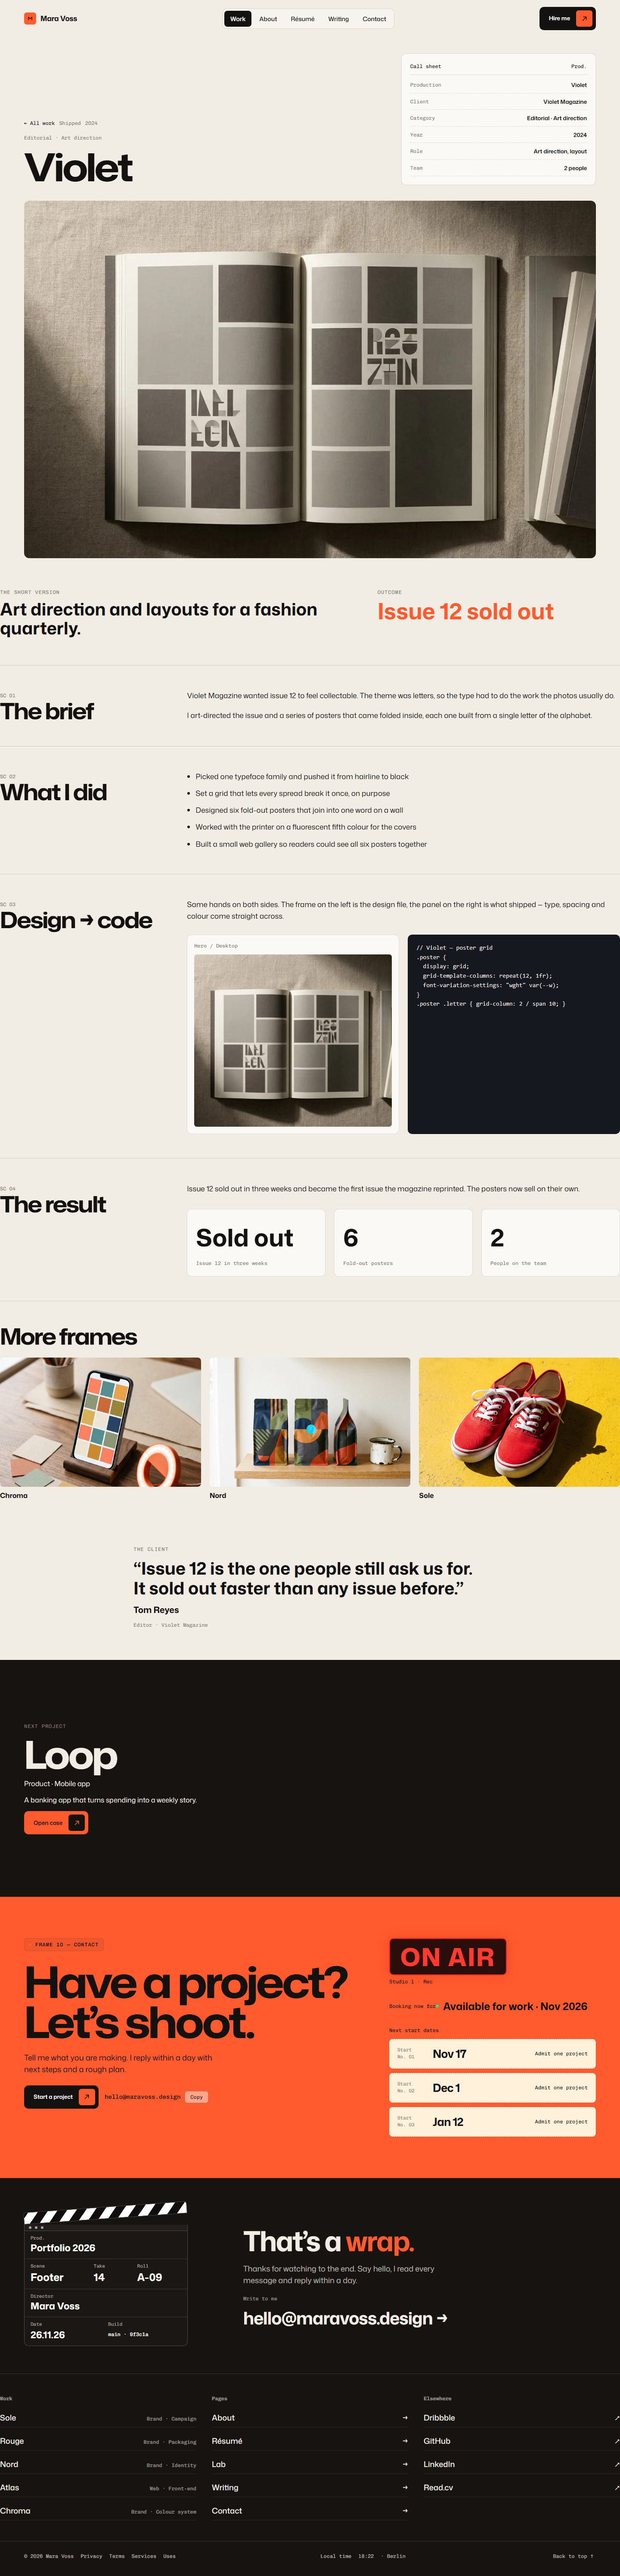 M Mara Voss
Work About Résumé Writing Contact
Hire me ↗
Call sheet Prod.
Production Violet
Client Violet Magazine
Category Editorial · Art direction
Year 2024
Role Art direction, layout
Team 2 people
← All work Shipped 2024
Editorial · Art direction
Violet
THE SHORT VERSION
Art direction and layouts for a fashion
quarterly.
OUTCOME
Issue 12 sold out
SC 01
The brief
Violet Magazine wanted issue 12 to feel collectable. The theme was letters, so the type had to do the work the photos usually do.
I art-directed the issue and a series of posters that came folded inside, each one built from a single letter of the alphabet.
SC 02
What I did
• Picked one typeface family and pushed it from hairline to black
• Set a grid that lets every spread break it once, on purpose
• Designed six fold-out posters that join into one word on a wall
• Worked with the printer on a fluorescent fifth colour for the covers
• Built a small web gallery so readers could see all six posters together
SC 03
Design → code
Same hands on both sides. The frame on the left is the design file, the panel on the right is what shipped — type, spacing and
colour come straight across.
Hero / Desktop
// Violet — poster grid
.poster {
display: grid;
grid-template-columns: repeat(12, 1fr);
font-variation-settings: "wght" var(--w);
}
.poster .letter { grid-column: 2 / span 10; }
SC 04
The result
Issue 12 sold out in three weeks and became the first issue the magazine reprinted. The posters now sell on their own.
Sold out
Issue 12 in three weeks
6
Fold-out posters
2
People on the team
More frames
Chroma
Nord
Sole
THE CLIENT
“Issue 12 is the one people still ask us for.
It sold out faster than any issue before.”
Tom Reyes
Editor · Violet Magazine
NEXT PROJECT
Loop
Product · Mobile app
A banking app that turns spending into a weekly story.
Open case ↗
FRAME 10 — CONTACT
Have a project?
Let’s shoot.
Tell me what you are making. I reply within a day with
next steps and a rough plan.
Start a project ↗ hello@maravoss.design Copy
ON AIR
Studio 1 · Rec
Booking now for Available for work · Nov 2026
Next start dates
Start
No. 01
Nov 17
Admit one project
Start
No. 02
Dec 1
Admit one project
Start
No. 03
Jan 12
Admit one project
Prod.
Portfolio 2026
Scene Take Roll
Footer 14 A-09
Director
Mara Voss
Date Build
26.11.26 main · 9f3c1a
That’s a wrap.
Thanks for watching to the end. Say hello, I read every
message and reply within a day.
Write to me
hello@maravoss.design →
Work
Sole Brand · Campaign
Rouge Brand · Packaging
Nord Brand · Identity
Atlas Web · Front-end
Chroma Brand · Colour system
Pages
About →
Résumé →
Lab →
Writing →
Contact →
Elsewhere
Dribbble ↗
GitHub ↗
LinkedIn ↗
Read.cv ↗
© 2026 Mara Voss Privacy Terms Services Uses
Local time 18:22 · Berlin
Back to top ↑